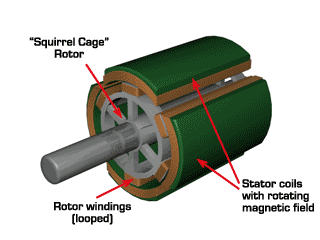 “Squirrel Cage”
Rotor
Rotor windings
(looped)
Stator coils
with rotating
magnetic field